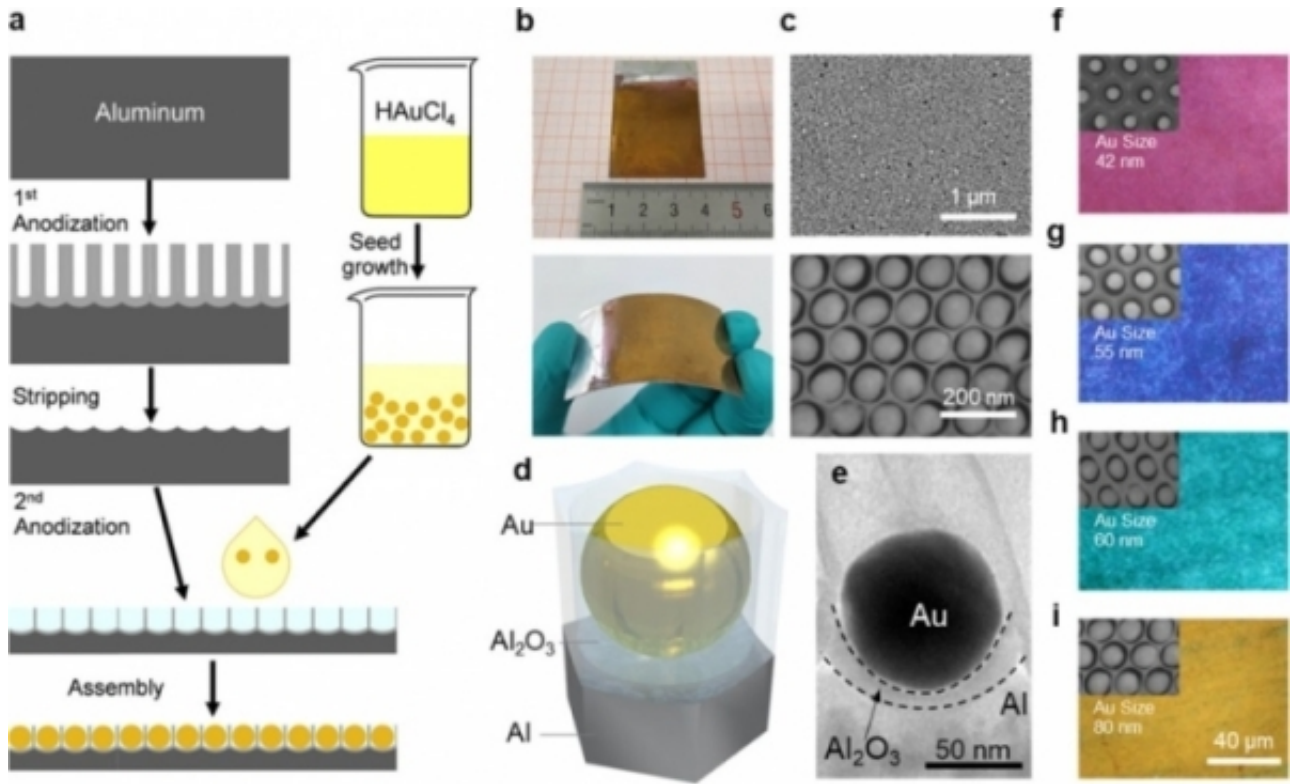 a
Aluminum
HAuCl₄
1st
Anodization
Seed
growth
Stripping
2nd
Anodization
Assembly
b
1 2 3 4 5 6
c
1 µm
200 nm
d
Au
Al₂O₃
Al
e
Au
Al
Al₂O₃
50 nm
f
Au Size
42 nm
g
Au Size
55 nm
h
Au Size
60 nm
i
Au Size
80 nm
40 µm